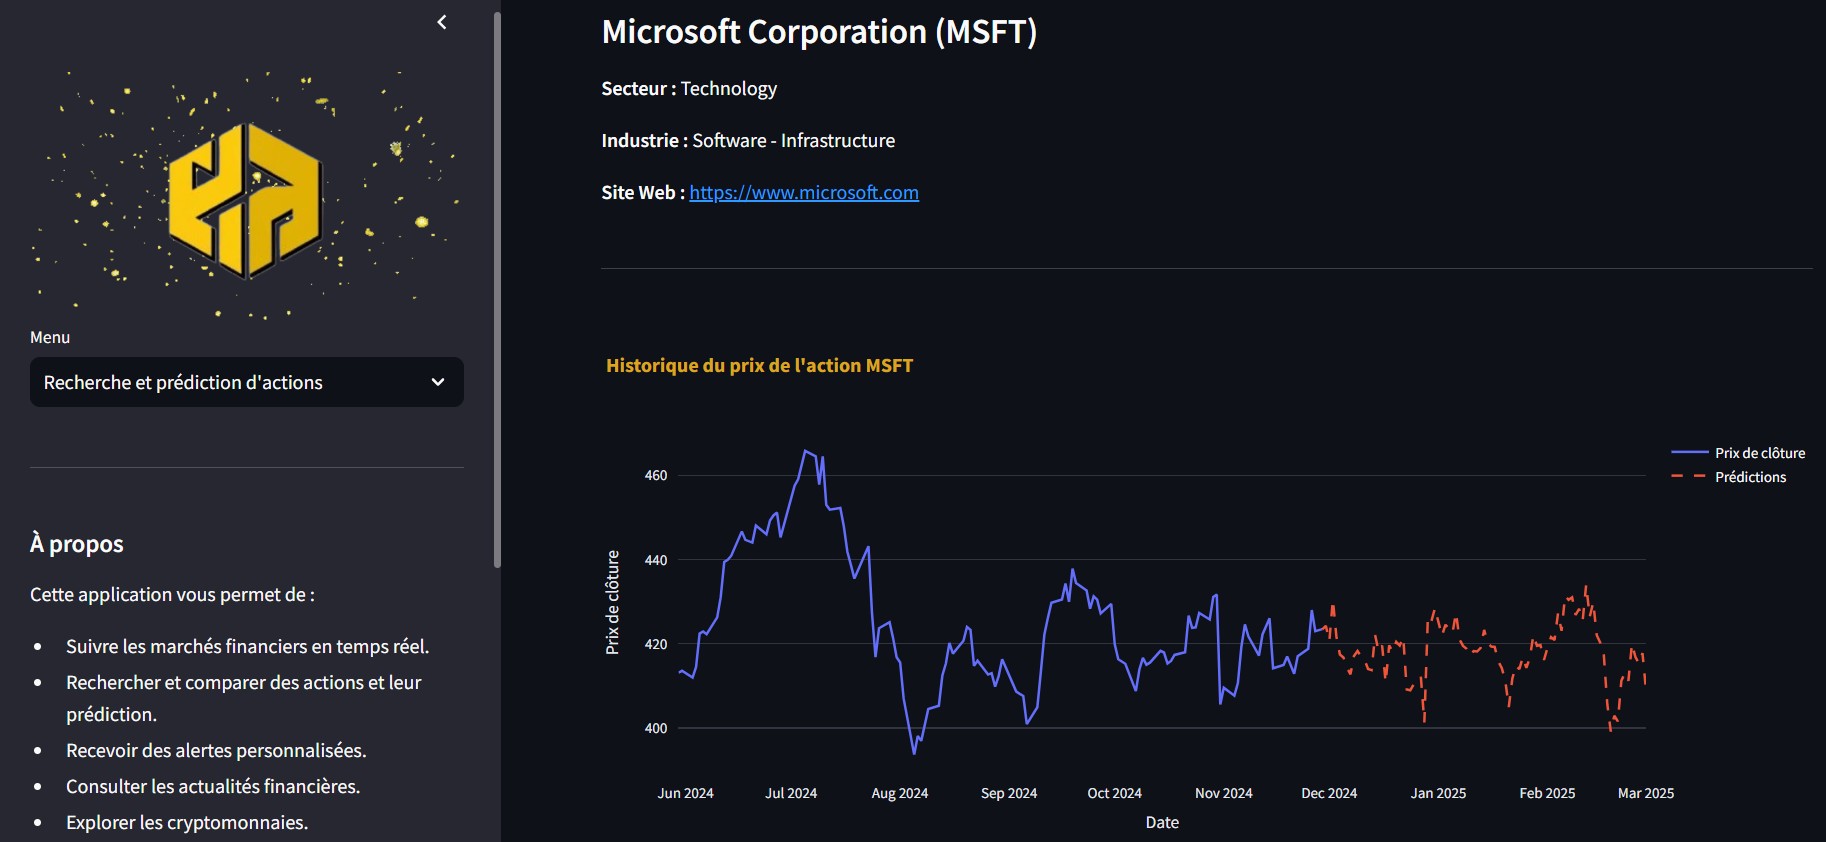 Microsoft Corporation (MSFT)
Secteur : Technology
Industrie : Software - Infrastructure
Site Web : https://www.microsoft.com
Menu
Recherche et prédiction d'actions
À propos
Cette application vous permet de :
• Suivre les marchés financiers en temps réel.
• Rechercher et comparer des actions et leur
prédiction.
• Recevoir des alertes personnalisées.
• Consulter les actualités financières.
• Explorer les cryptomonnaies.
Historique du prix de l'action MSFT
Prix de clôture
Prédictions
Prix de clôture
460
440
420
400
Jun 2024
Jul 2024
Aug 2024
Sep 2024
Oct 2024
Nov 2024
Dec 2024
Jan 2025
Feb 2025
Mar 2025
Date